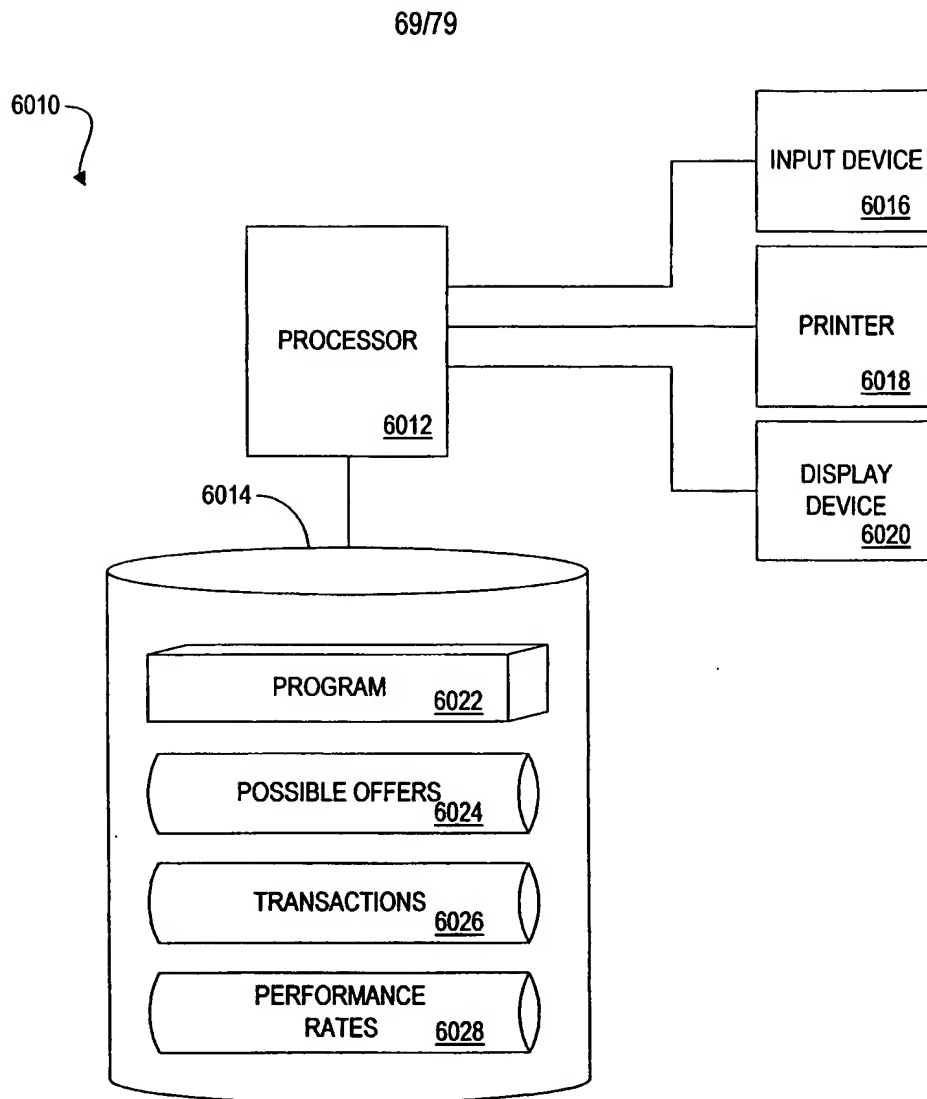 69/79
6010
INPUT DEVICE
6016
PROCESSOR
6012
PRINTER
6018
DISPLAY
DEVICE
6020
6014
PROGRAM
6022
POSSIBLE OFFERS
6024
TRANSACTIONS
6026
PERFORMANCE
RATES
6028